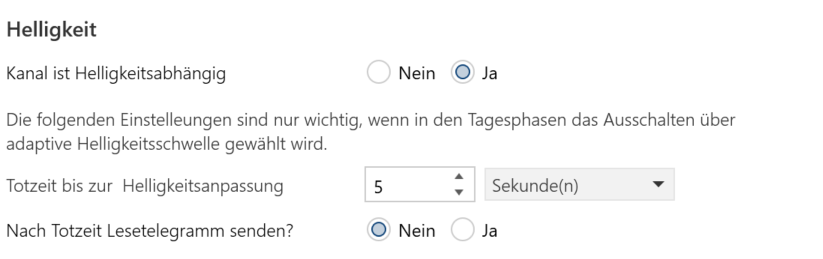 Helligkeit
Kanal ist Helligkeitsabhängig Nein Ja
Die folgenden Einstelleungen sind nur wichtig, wenn in den Tagesphasen das Ausschalten über
adaptive Helligkeitsschwelle gewählt wird.
Totzeit bis zur Helligkeitsanpassung 5 Sekunde(n)
Nach Totzeit Lesetelegramm senden? Nein Ja